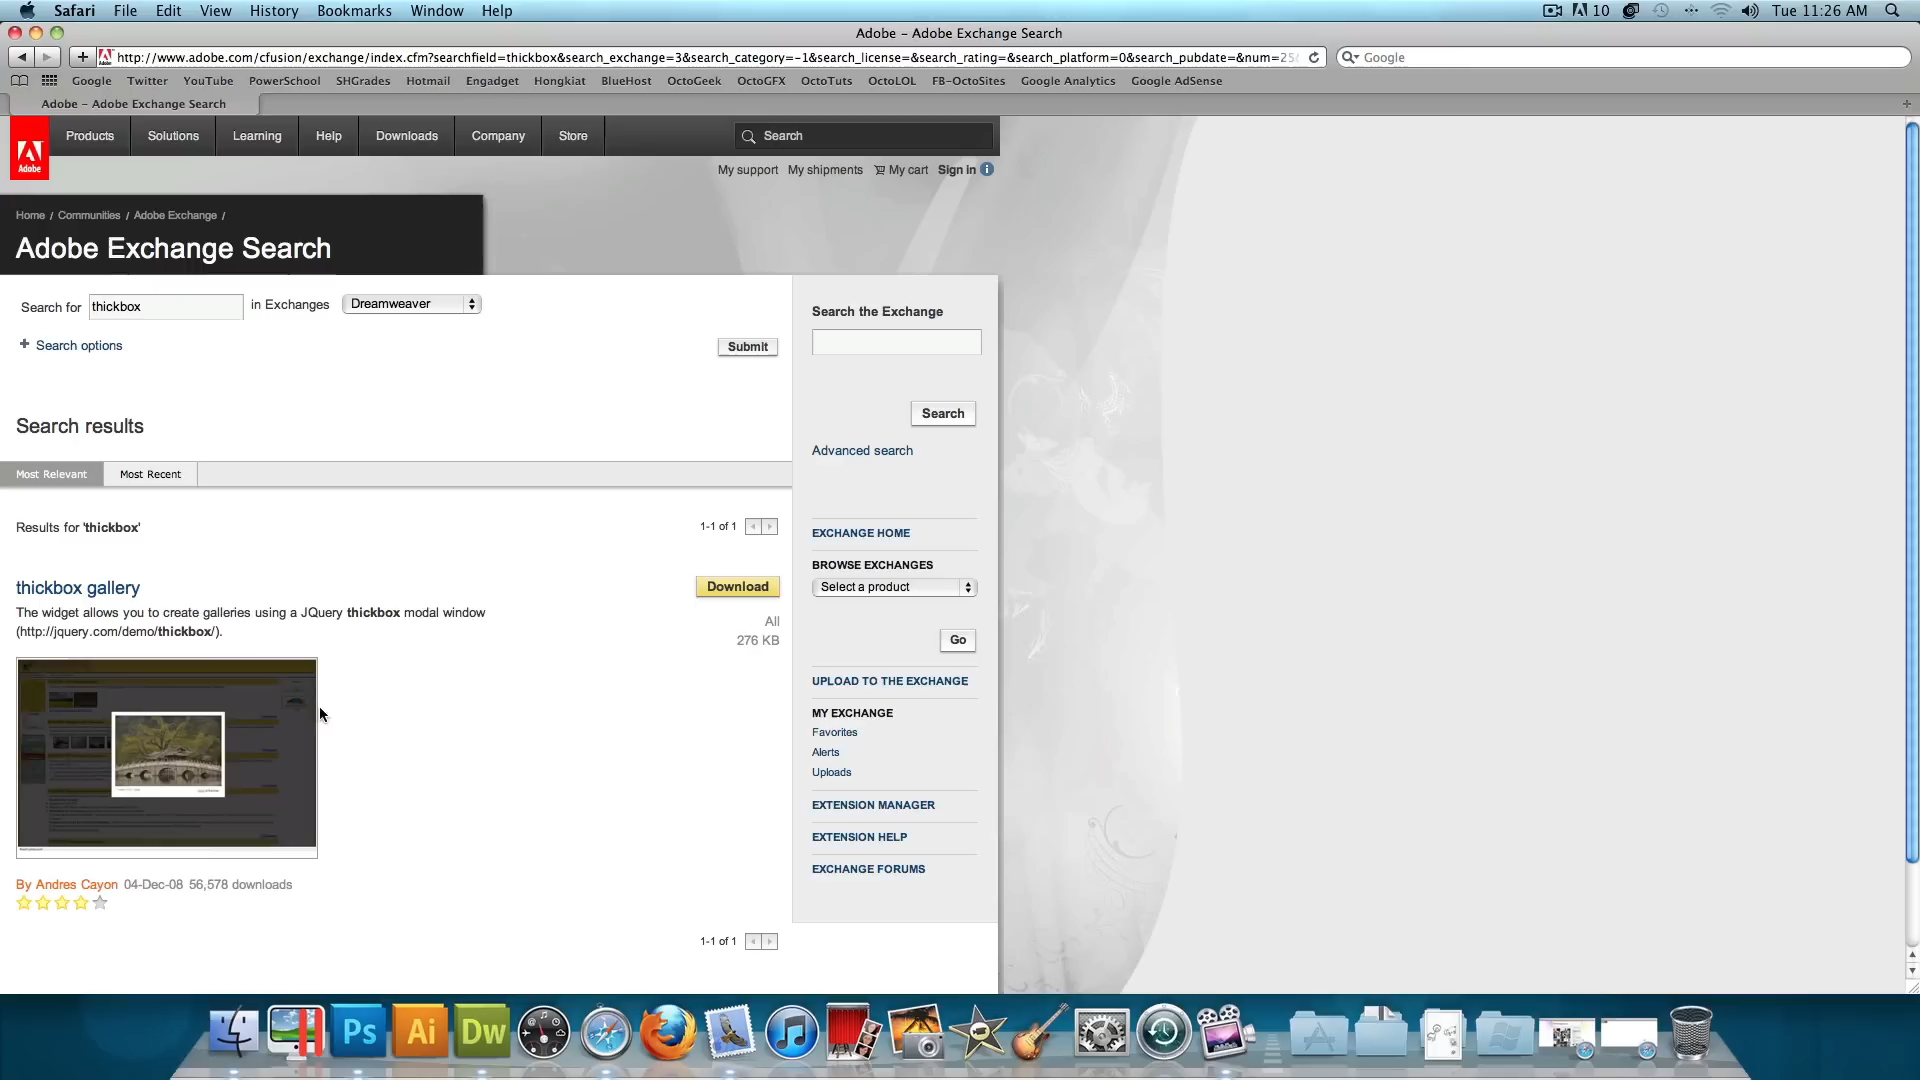 Safari File Edit View History Bookmarks Window Help
10 Tue 11:26 AM
Adobe - Adobe Exchange Search
http://www.adobe.com/cfusion/exchange/index.cfm?searchfield=thickbox&search_exchange=3&search_category=-1&search_license=&search_rating=&search_platform=0&search_pubdate=&num=25
Google
Google Twitter YouTube PowerSchool SHGrades Hotmail Engadget Hongkiat BlueHost OctoGeek OctoGFX OctoTuts OctoLOL FB-OctoSites Google Analytics Google AdSense
Adobe - Adobe Exchange Search
Adobe
Products Solutions Learning Help Downloads Company Store Search
My support My shipments My cart Sign in
Home / Communities / Adobe Exchange /
Adobe Exchange Search
Search for thickbox in Exchanges Dreamweaver
+ Search options
Submit
Search results
Most Relevant Most Recent
Results for 'thickbox'
1-1 of 1
thickbox gallery
Download
The widget allows you to create galleries using a JQuery thickbox modal window
(http://jquery.com/demo/thickbox/).
All
276 KB
By Andres Cayon 04-Dec-08 56,578 downloads
1-1 of 1
Search the Exchange
Search
Advanced search
EXCHANGE HOME
BROWSE EXCHANGES
Select a product
Go
UPLOAD TO THE EXCHANGE
MY EXCHANGE
Favorites
Alerts
Uploads
EXTENSION MANAGER
EXTENSION HELP
EXCHANGE FORUMS
Ps Ai Dw